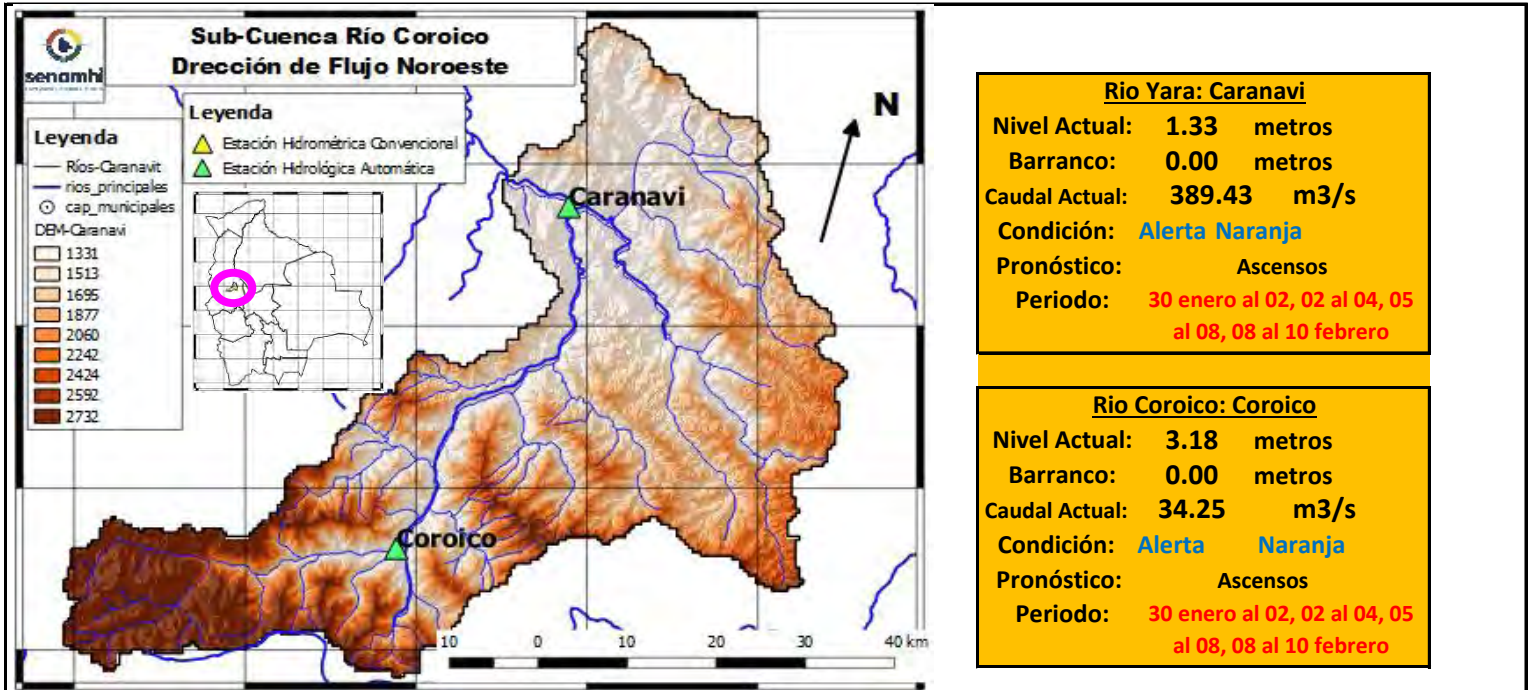 senamhi
Sub-Cuenca Río Coroico
Drección de Flujo Noroeste
Leyenda
Estación Hidrométrica Convencional
Estación Hidrológica Automática
Leyenda
Ríos-Caranavit
rios_principales
cap_municipales
DEM-Caranavi
1331
1513
1695
1877
2060
2242
2424
2592
2732
N
Caranavi
Coroico
10 0 10 20 30 40 km
Rio Yara: Caranavi
Nivel Actual: 1.33 metros
Barranco: 0.00 metros
Caudal Actual: 389.43 m3/s
Condición: Alerta Naranja
Pronóstico: Ascensos
Periodo: 30 enero al 02, 02 al 04, 05
al 08, 08 al 10 febrero
Rio Coroico: Coroico
Nivel Actual: 3.18 metros
Barranco: 0.00 metros
Caudal Actual: 34.25 m3/s
Condición: Alerta Naranja
Pronóstico: Ascensos
Periodo: 30 enero al 02, 02 al 04, 05
al 08, 08 al 10 febrero